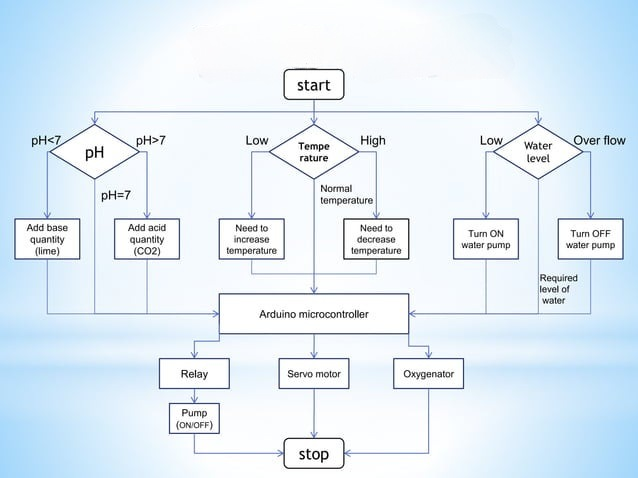 start
pH<7
pH
pH>7
pH=7
Low
Tempe
rature
High
Normal
temperature
Low
Water
level
Over flow
Add base
quantity
(lime)
Add acid
quantity
(CO2)
Need to
increase
temperature
Need to
decrease
temperature
Turn ON
water pump
Turn OFF
water pump
Required
level of
water
Arduino microcontroller
Relay
Servo motor
Oxygenator
Pump
(ON/OFF)
stop